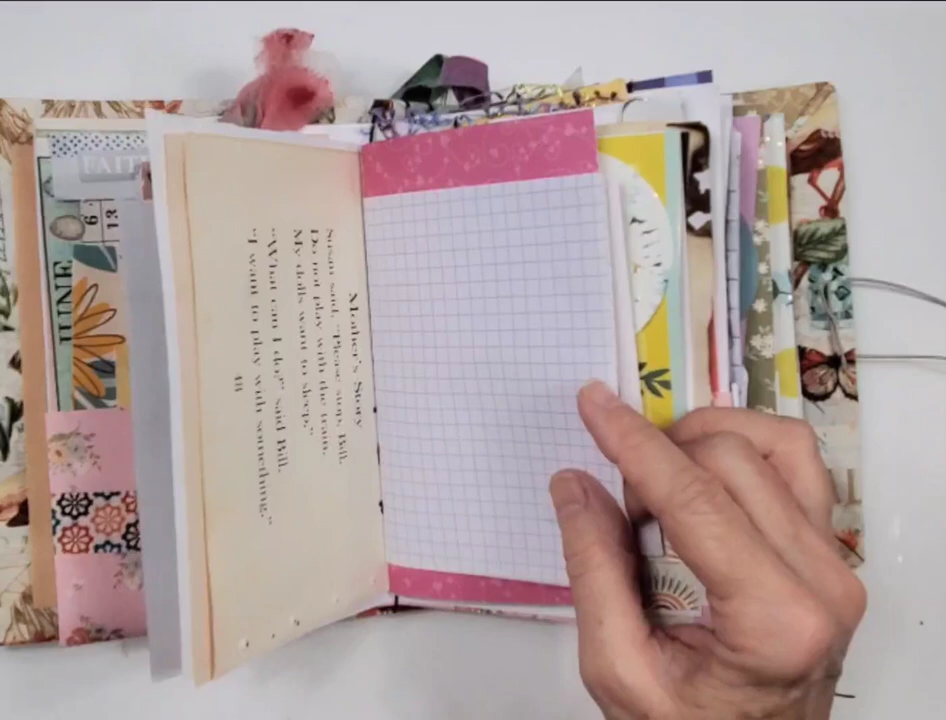 FAIT
6
13
JUNE
Mother's Story
Susan said, "Please stop, Bill.
Do not play with the train.
My dolls want to sleep."
"What can I do?" said Bill.
"I want to play with something."
48